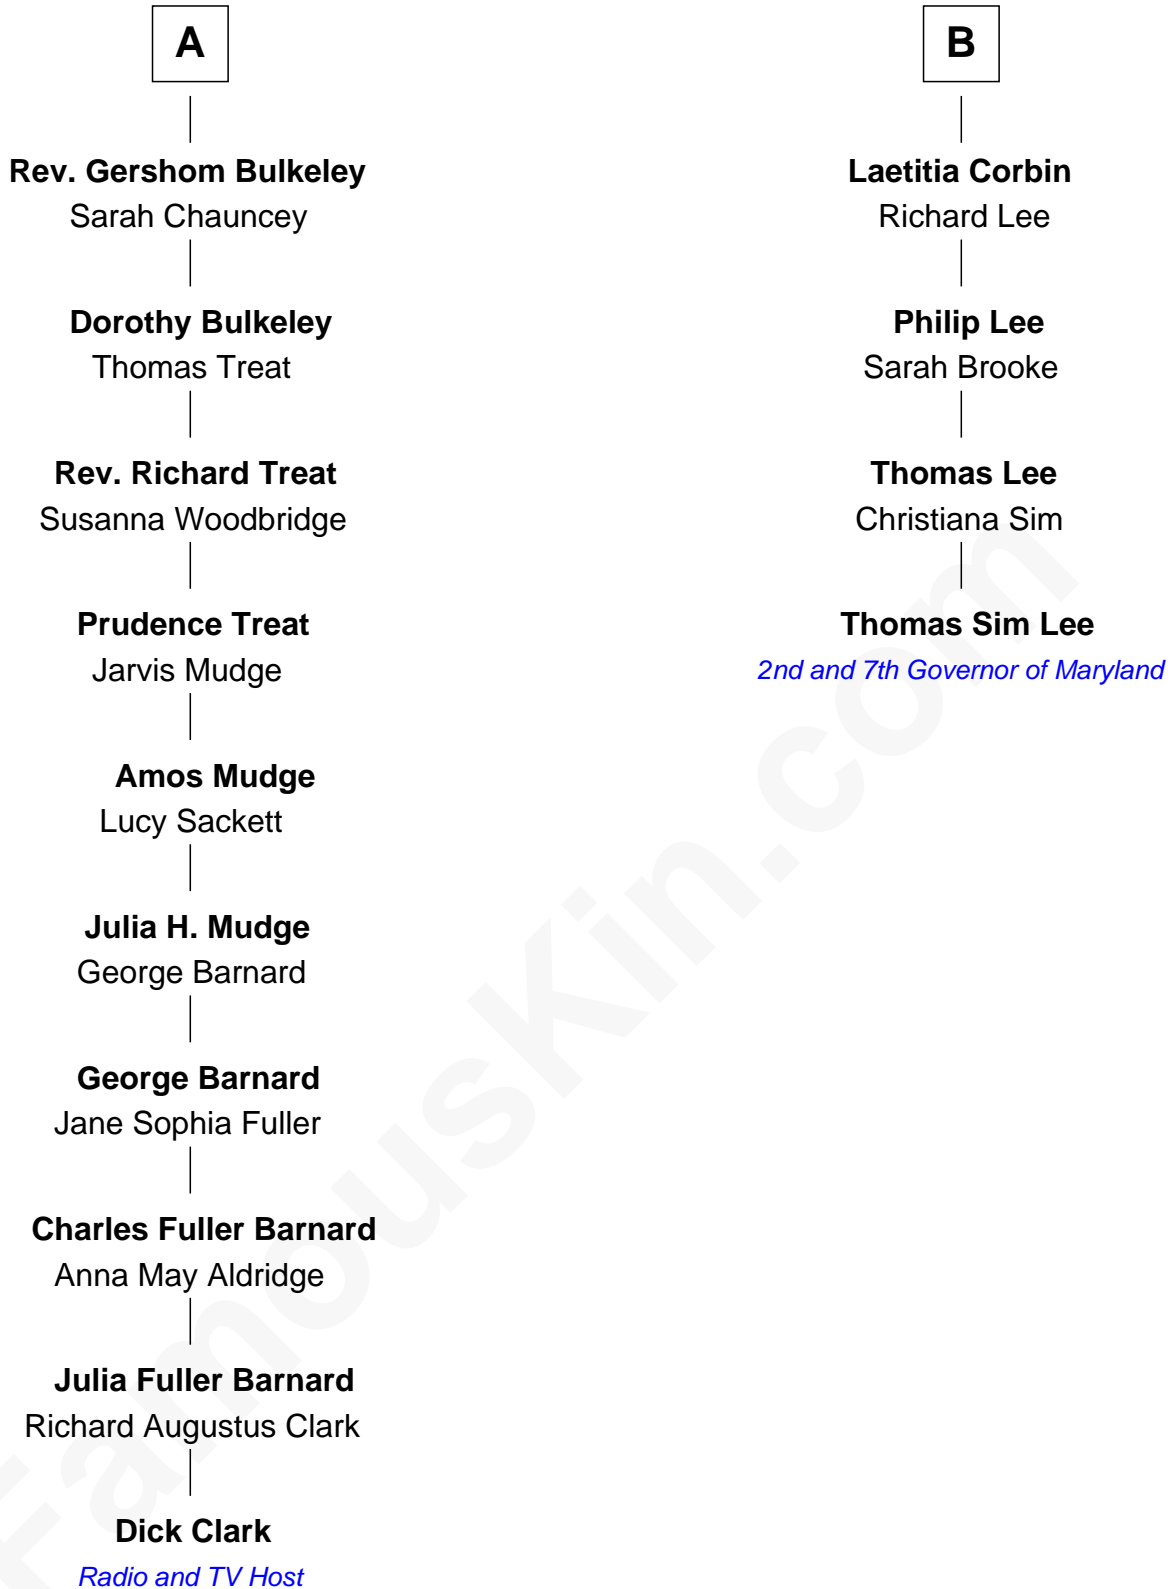 A
Rev. Gershom Bulkeley
Sarah Chauncey
Dorothy Bulkeley
Thomas Treat
Rev. Richard Treat
Susanna Woodbridge
Prudence Treat
Jarvis Mudge
Amos Mudge
Lucy Sackett
Julia H. Mudge
George Barnard
George Barnard
Jane Sophia Fuller
Charles Fuller Barnard
Anna May Aldridge
Julia Fuller Barnard
Richard Augustus Clark
Dick Clark
Radio and TV Host
B
Laetitia Corbin
Richard Lee
Philip Lee
Sarah Brooke
Thomas Lee
Christiana Sim
Thomas Sim Lee
2nd and 7th Governor of Maryland
FamousKin.com